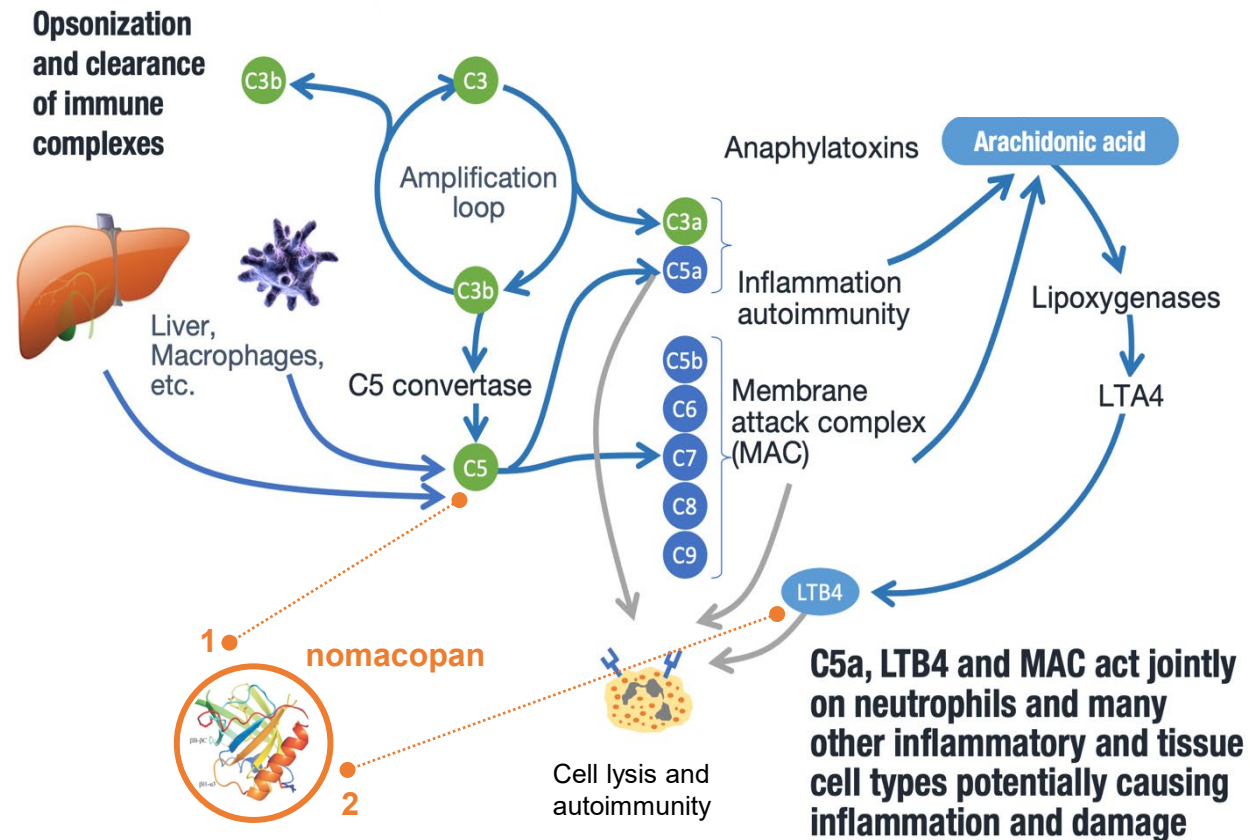 Opsonization
and clearance
of immune
complexes
C3b
C3
Amplification
loop
C3b
Anaphylatoxins
Arachidonic acid
C3a
C5a
Inflammation
autoimmunity
Lipoxygenases
LTA4
Liver,
Macrophages,
etc.
C5 convertase
C5
C5b
C6
C7
C8
C9
Membrane
attack complex
(MAC)
LTB4
1
nomacopan
2
Cell lysis and
autoimmunity
C5a, LTB4 and MAC act jointly
on neutrophils and many
other inflammatory and tissue
cell types potentially causing
inflammation and damage